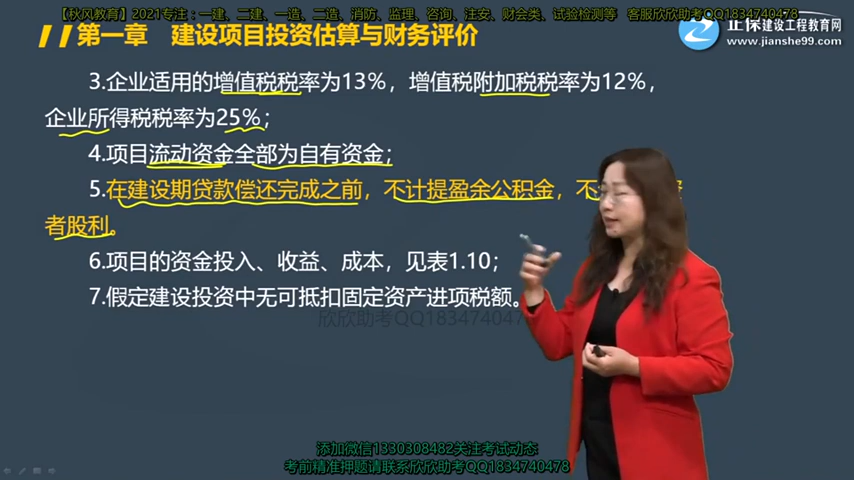 【秋风教育】2021专注：一建、二建、一造、二造、消防、监理、咨询、注安、财会类、试验检测等 客服欣欣助考QQ1834740478
第一章 建设项目投资估算与财务评价
正保建设工程教育网
www.jianshe99.com
3.企业适用的增值税税率为13%，增值税附加税税率为12%，
企业所得税税率为25%；
4.项目流动资金全部为自有资金；
5.在建设期贷款偿还完成之前，不计提盈余公积金，不
者股利。
6.项目的资金投入、收益、成本，见表1.10；
7.假定建设投资中无可抵扣固定资产进项税额。
欣欣助考QQ183474047
添加微信1330308482关注考试动态
考前精准押题请联系欣欣助考QQ1834740478